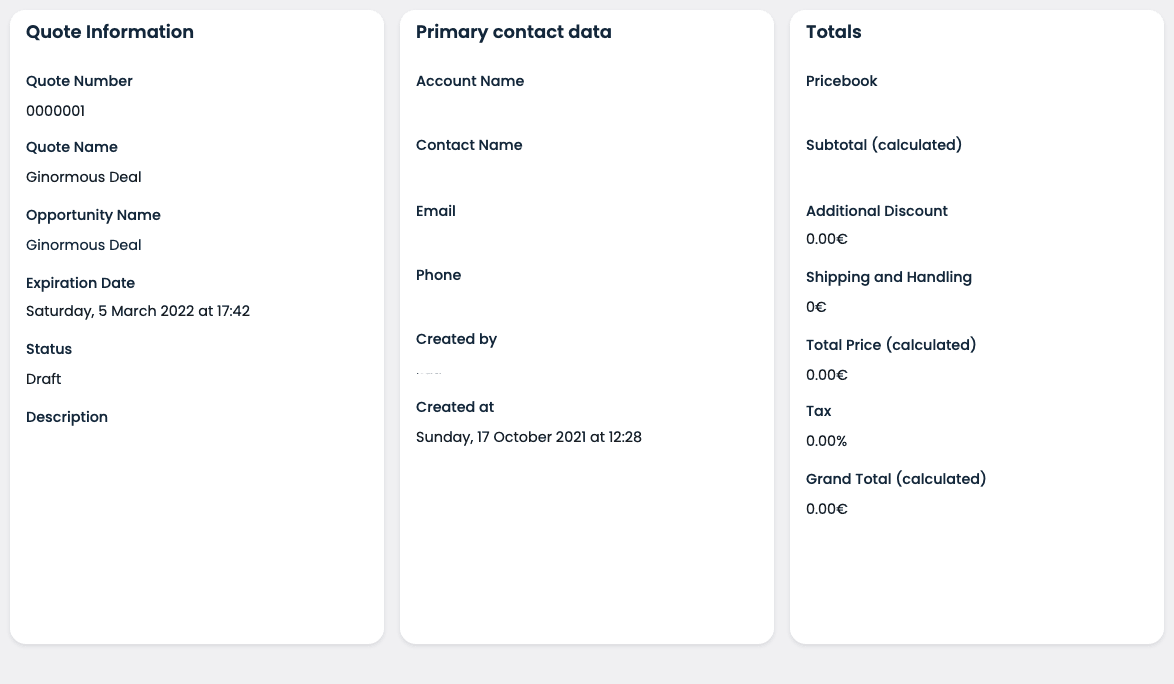 Quote Information
Quote Number
0000001
Quote Name
Ginormous Deal
Opportunity Name
Ginormous Deal
Expiration Date
Saturday, 5 March 2022 at 17:42
Status
Draft
Description
Primary contact data
Account Name
Contact Name
Email
Phone
Created by
Created at
Sunday, 17 October 2021 at 12:28
Totals
Pricebook
Subtotal (calculated)
Additional Discount
0.00€
Shipping and Handling
0€
Total Price (calculated)
0.00€
Tax
0.00%
Grand Total (calculated)
0.00€